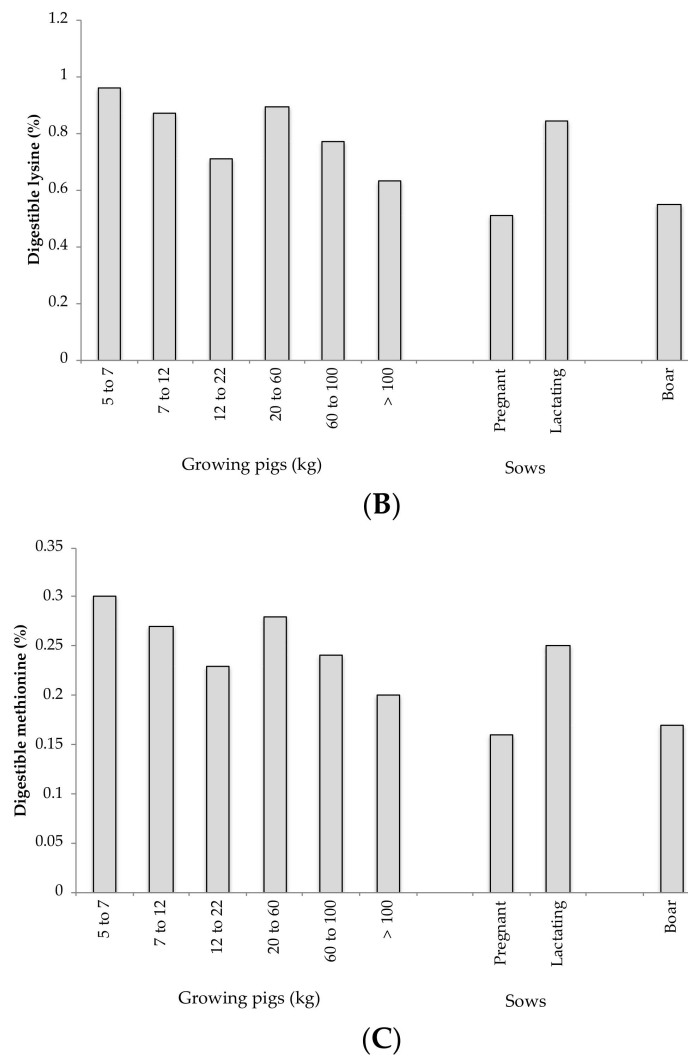 1.2
1
0.8
0.6
0.4
0.2
0
Digestible lysine (%)
5 to 7
7 to 12
12 to 22
20 to 60
60 to 100
> 100
Pregnant
Lactating
Boar
Growing pigs (kg)
Sows
(B)
0.35
0.3
0.25
0.2
0.15
0.1
0.05
0
Digestible methionine (%)
5 to 7
7 to 12
12 to 22
20 to 60
60 to 100
> 100
Pregnant
Lactating
Boar
Growing pigs (kg)
Sows
(C)